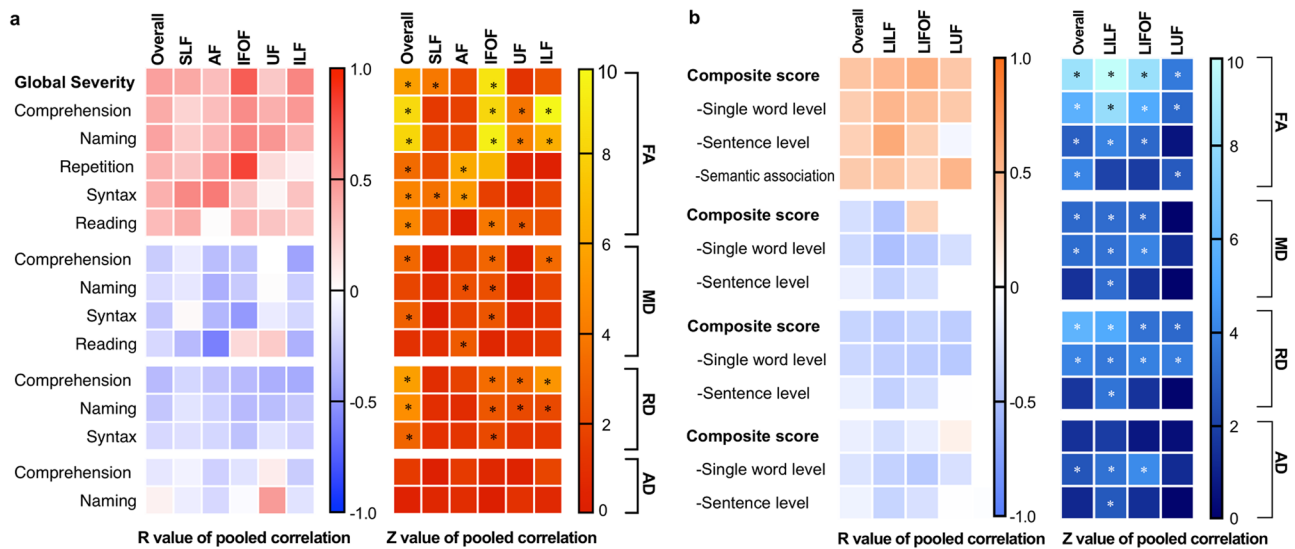 a
Overall SLF AF IFOF UF ILF
Overall SLF AF IFOF UF ILF
Global Severity
Comprehension
Naming
Repetition
Syntax
Reading
Comprehension
Naming
Syntax
Reading
Comprehension
Naming
Syntax
Comprehension
Naming
1.0
0.5
0
-0.5
-1.0
* * *
* * * *
* * * *
* *
* * *
* * *
* * *
* *
* *
*
* * * *
* * * *
* *
10
8
6
4
2
0
FA
MD
RD
AD
R value of pooled correlation
Z value of pooled correlation
b
Overall LILF LIFOF LUF
Overall LILF LIFOF LUF
Composite score
-Single word level
-Sentence level
-Semantic association
Composite score
-Single word level
-Sentence level
Composite score
-Single word level
-Sentence level
Composite score
-Single word level
-Sentence level
1.0
0.5
0
-0.5
-1.0
* * * *
* * * *
* * *
* *
* * *
* * *
*
* * * *
* * * *
*
* * *
*
10
8
6
4
2
0
FA
MD
RD
AD
R value of pooled correlation
Z value of pooled correlation